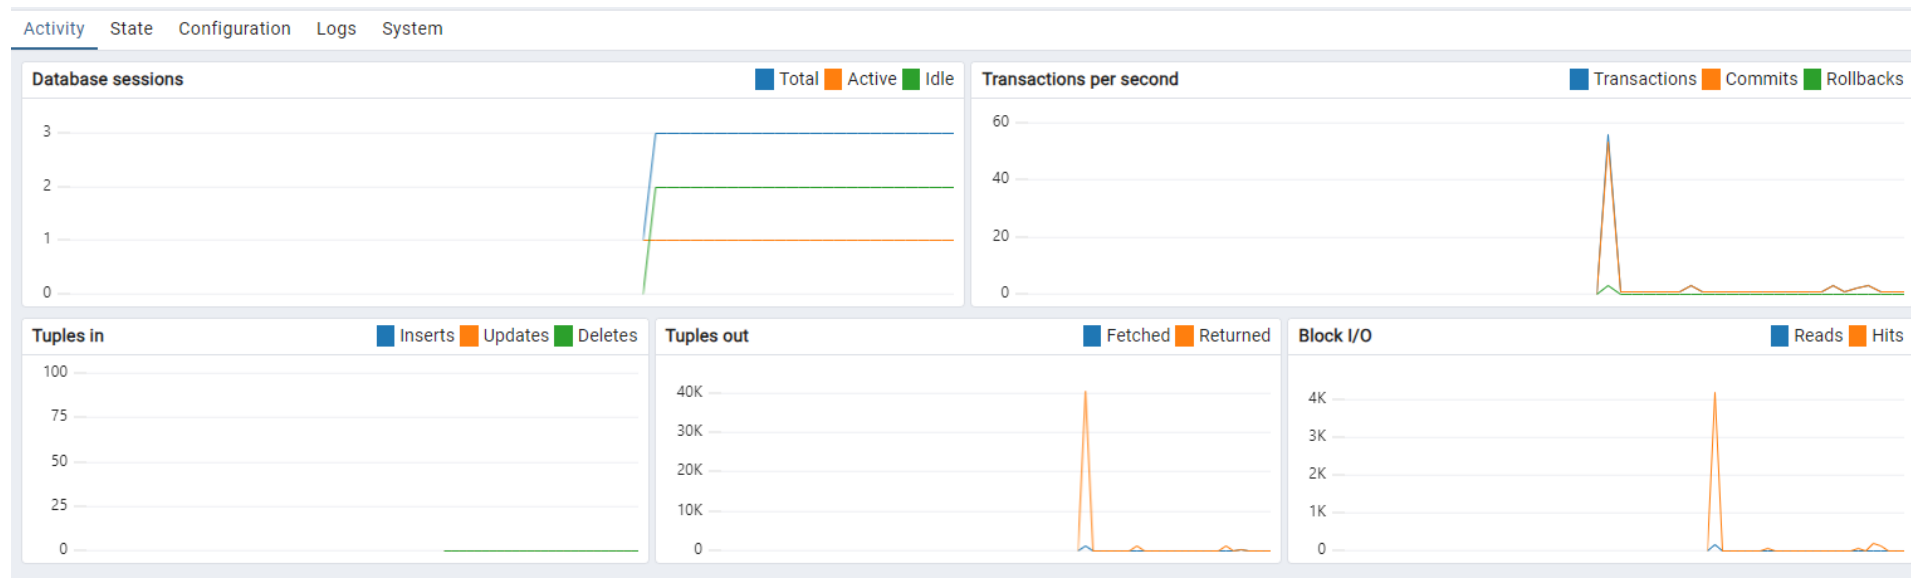 Activity State Configuration Logs System
Database sessions Total Active Idle
3
2
1
0
Transactions per second Transactions Commits Rollbacks
60
40
20
0
Tuples in Inserts Updates Deletes
100
75
50
25
0
Tuples out Fetched Returned
40K
30K
20K
10K
0
Block I/O Reads Hits
4K
3K
2K
1K
0